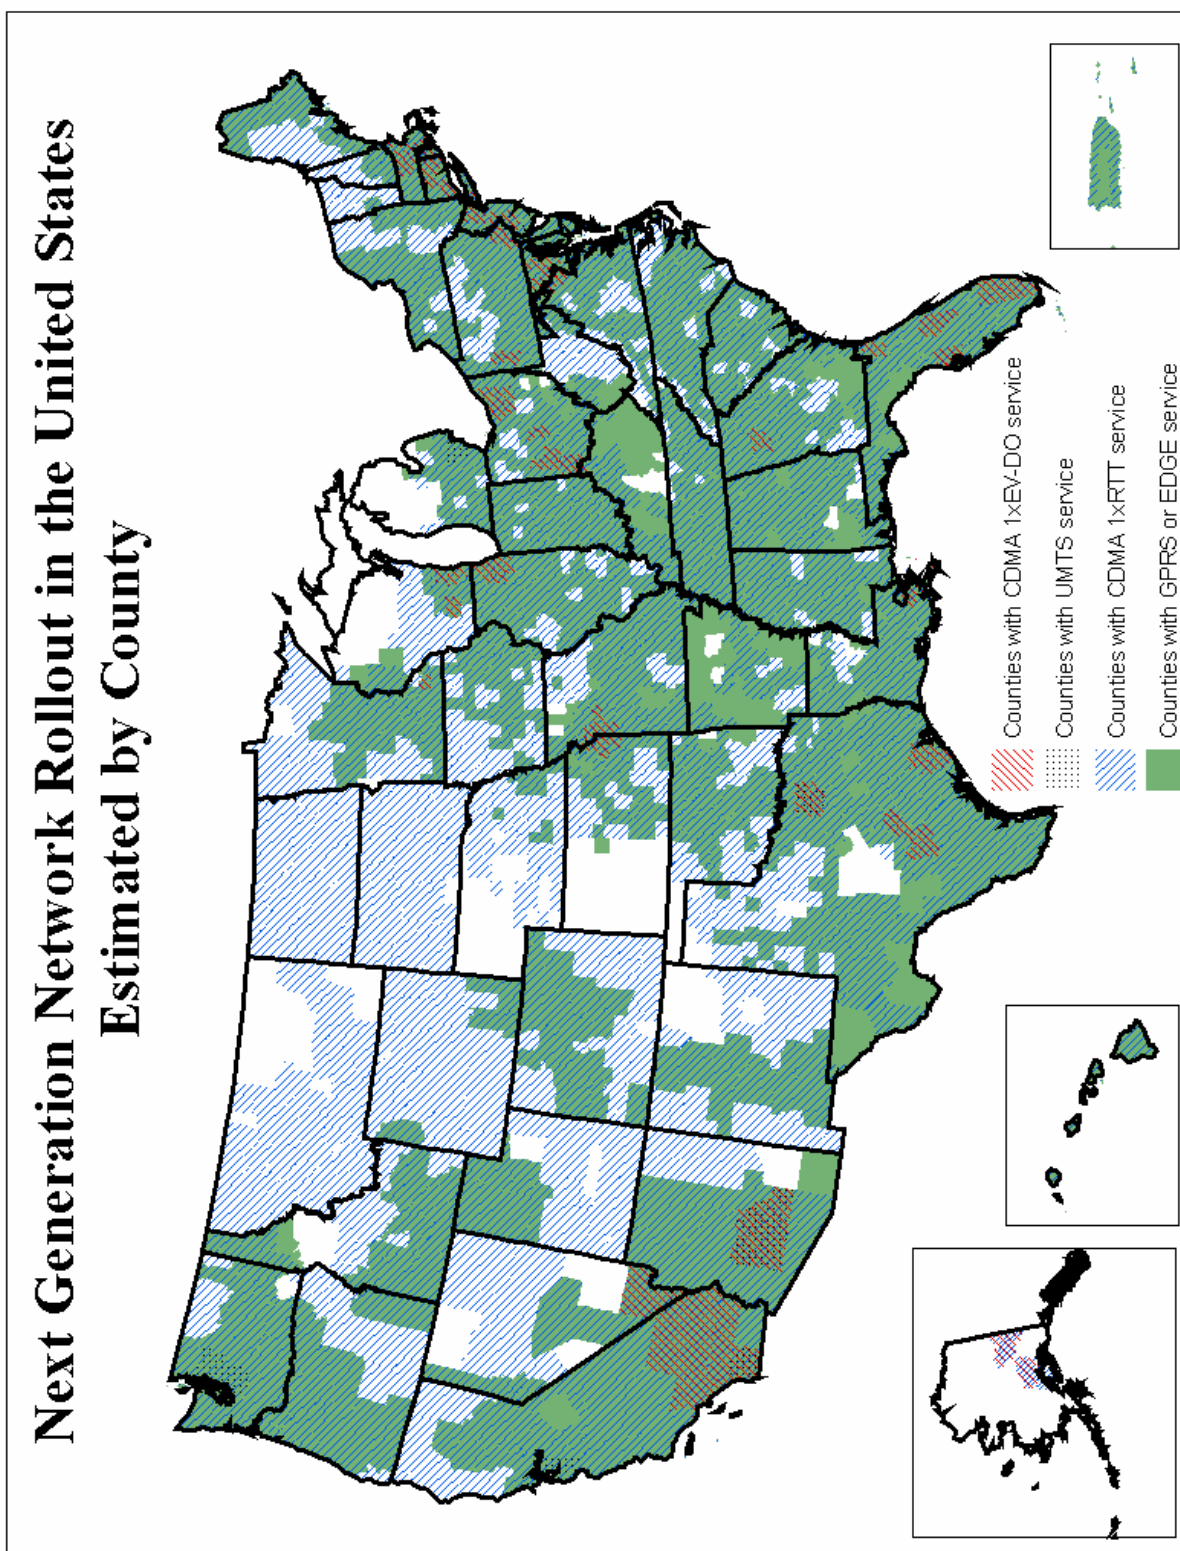 Next Generation Network Rollout in the United States
Estimated by County
Counties with CDMA 1xEV-DO service
Counties with UMTS service
Counties with CDMA 1xRTT service
Counties with GPRS or EDGE service